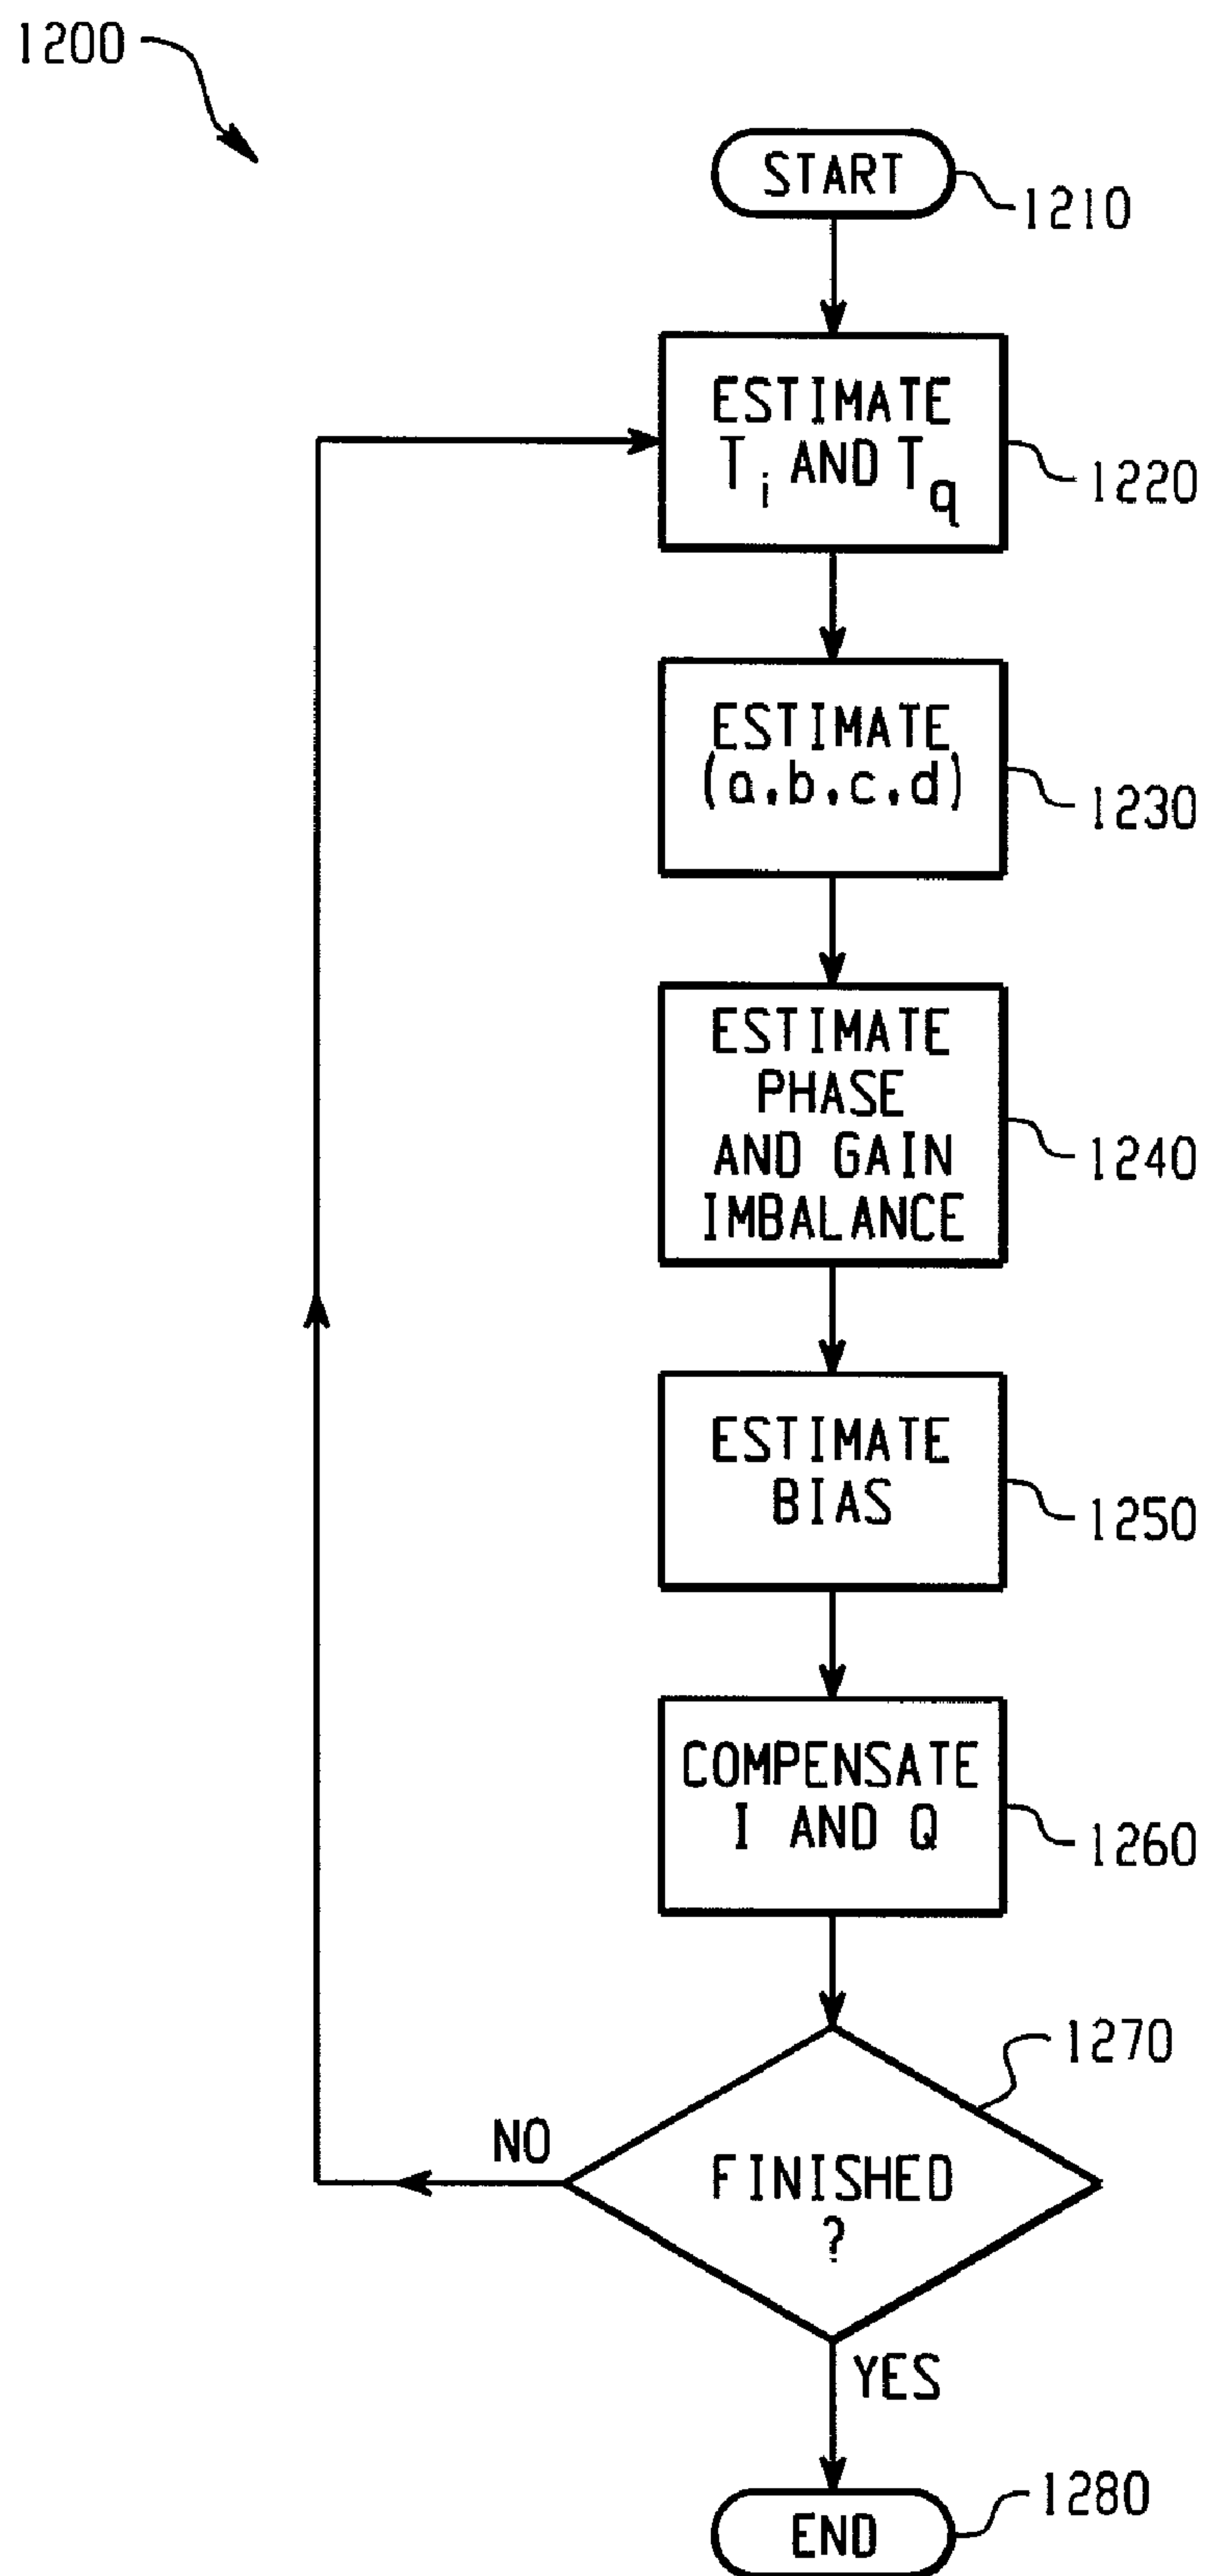 1200
START
1210
ESTIMATE
Ti AND Tq
1220
ESTIMATE
(a,b,c,d)
1230
ESTIMATE
PHASE
AND GAIN
IMBALANCE
1240
ESTIMATE
BIAS
1250
COMPENSATE
I AND Q
1260
1270
NO
FINISHED
?
YES
1280
END